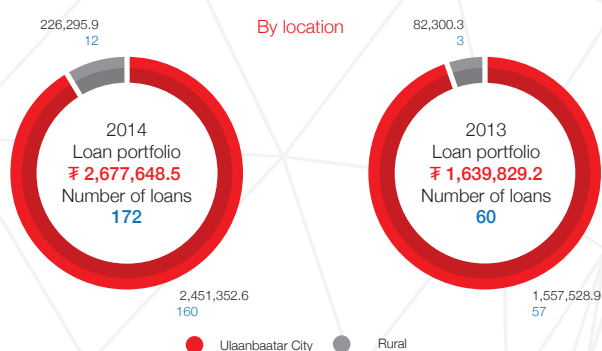 By location
226,295.9
12
2014
Loan portfolio
₮ 2,677,648.5
Number of loans
172
2,451,352.6
160
82,300.3
3
2013
Loan portfolio
₮ 1,639,829.2
Number of loans
60
1,557,528.9
57
Ulaanbaatar City
Rural